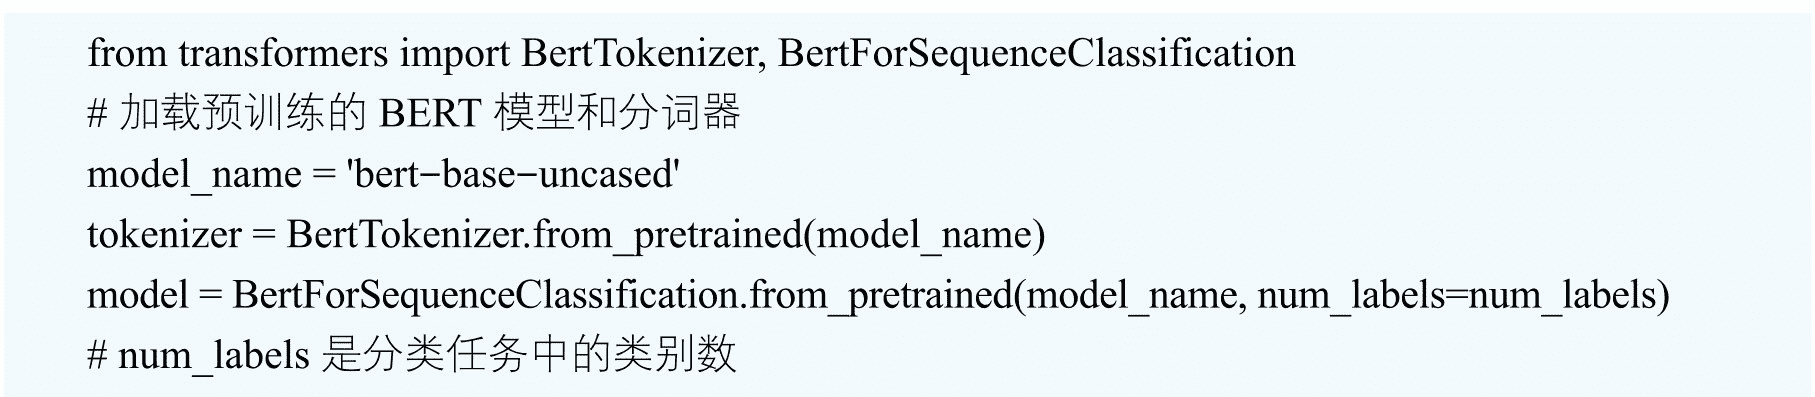 from transformers import BertTokenizer, BertForSequenceClassification
# 加载预训练的 BERT 模型和分词器
model_name = 'bert−base−uncased'
tokenizer = BertTokenizer.from_pretrained(model_name)
model = BertForSequenceClassification.from_pretrained(model_name, num_labels=num_labels)
# num_labels 是分类任务中的类别数